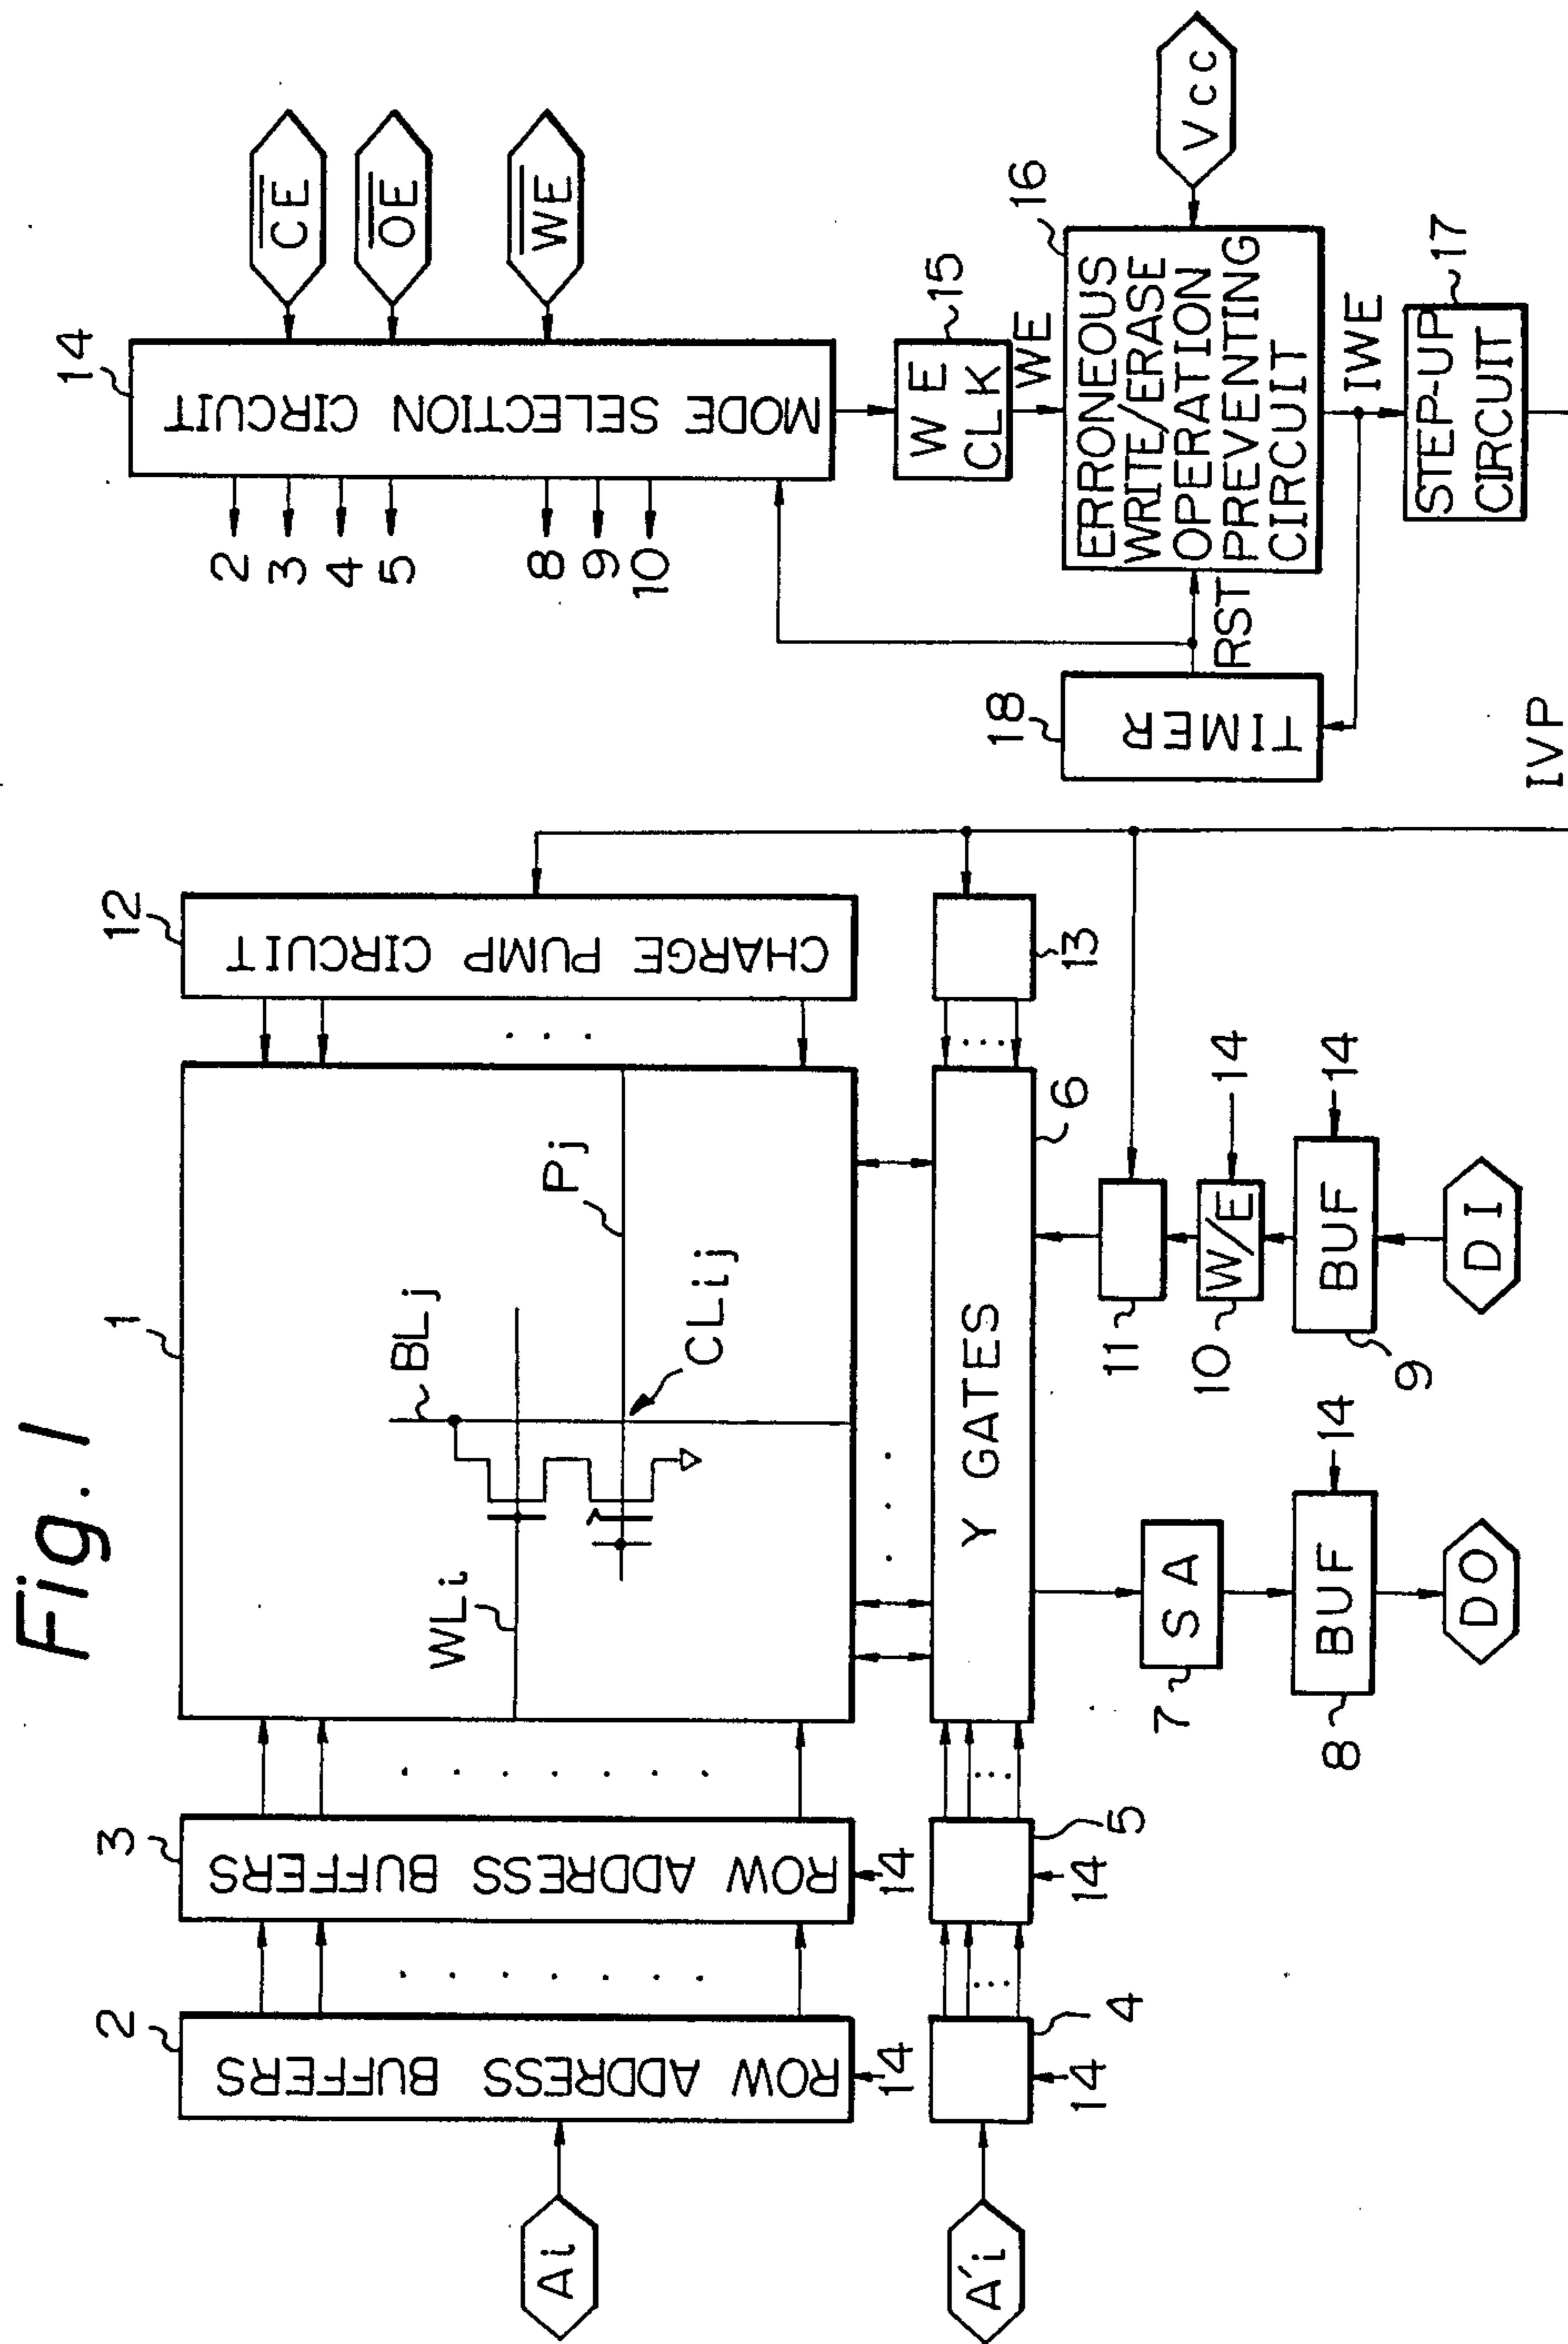 Fig. 1
2
3
1
12
14
ROW ADDRESS BUFFERS
ROW ADDRESS BUFFERS
WLi
BLj
Pj
CLij
CHARGE PUMP CIRCUIT
2
3
4
5
8
9
10
MODE SELECTION CIRCUIT
CE
OE
WE
Ai
14
14
A'i
14
4
14
5
Y GATES
6
13
W E
CLK
15
WE
18
TIMER
RST
ERRONEOUS
WRITE/ERASE
OPERATION
PREVENTING
CIRCUIT
16
Vcc
IWE
STEP-UP
CIRCUIT
17
IVP
7
S A
8
BUF
14
DO
11
10
W/E
14
9
BUF
14
DI